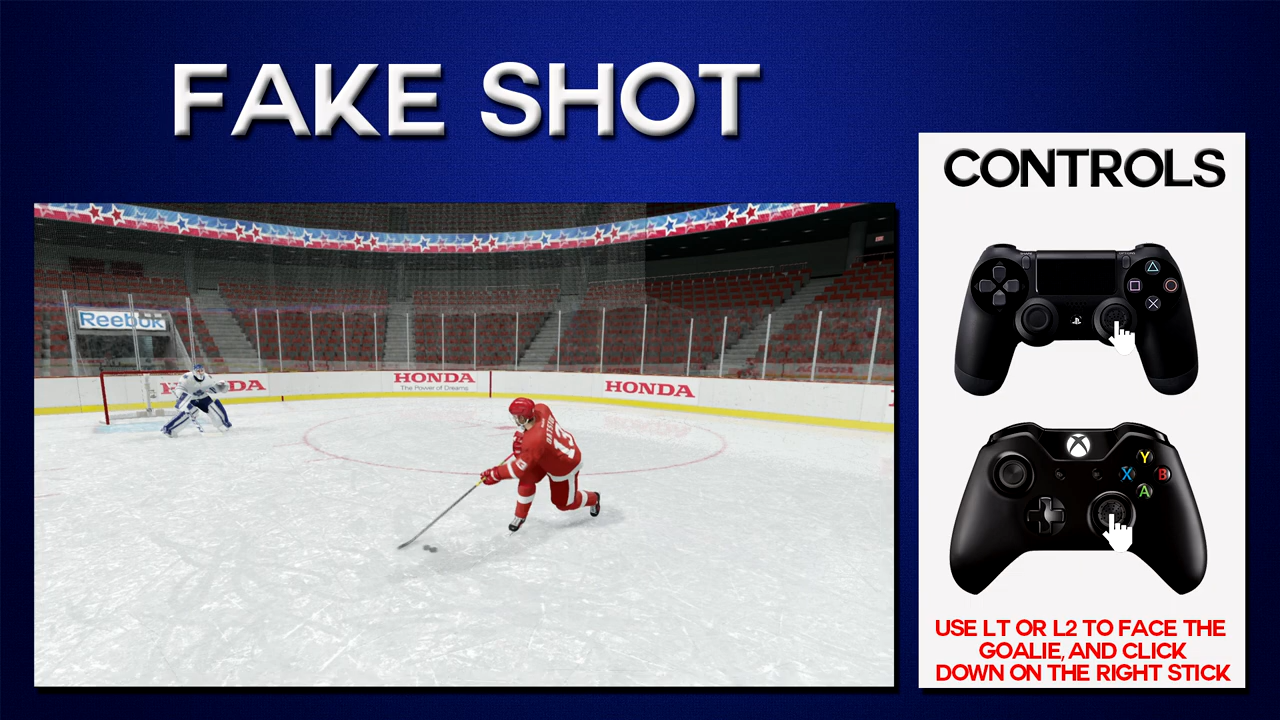 FAKE SHOT
CONTROLS
Reebok
HONDA
HONDA
The Power of Dreams
HONDA
13
Y
X
B
A
USE LT OR L2 TO FACE THE
GOALIE, AND CLICK
DOWN ON THE RIGHT STICK